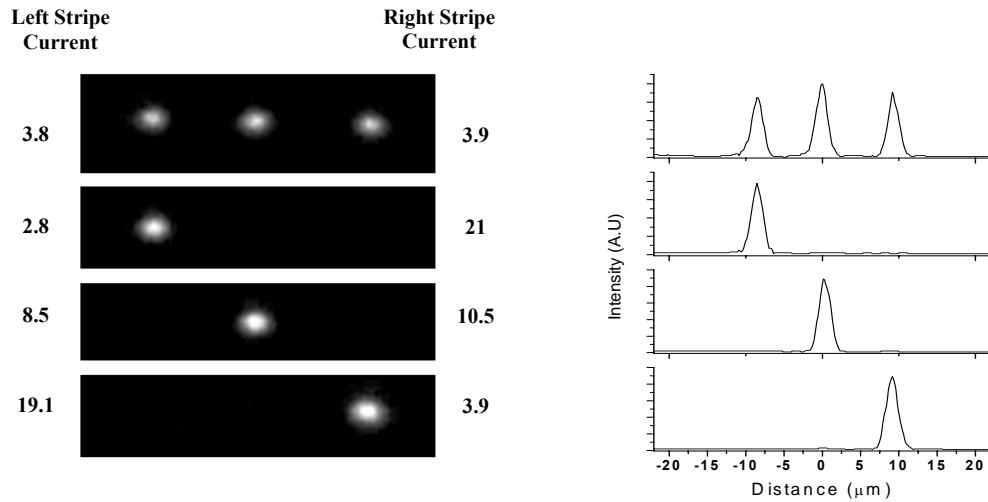 Left Stripe
Current
Right Stripe
Current
3.8
3.9
2.8
21
8.5
10.5
19.1
3.9
Intensity (A.U)
-20 -15 -10 -5 0 5 10 15 20
Distance (μm)